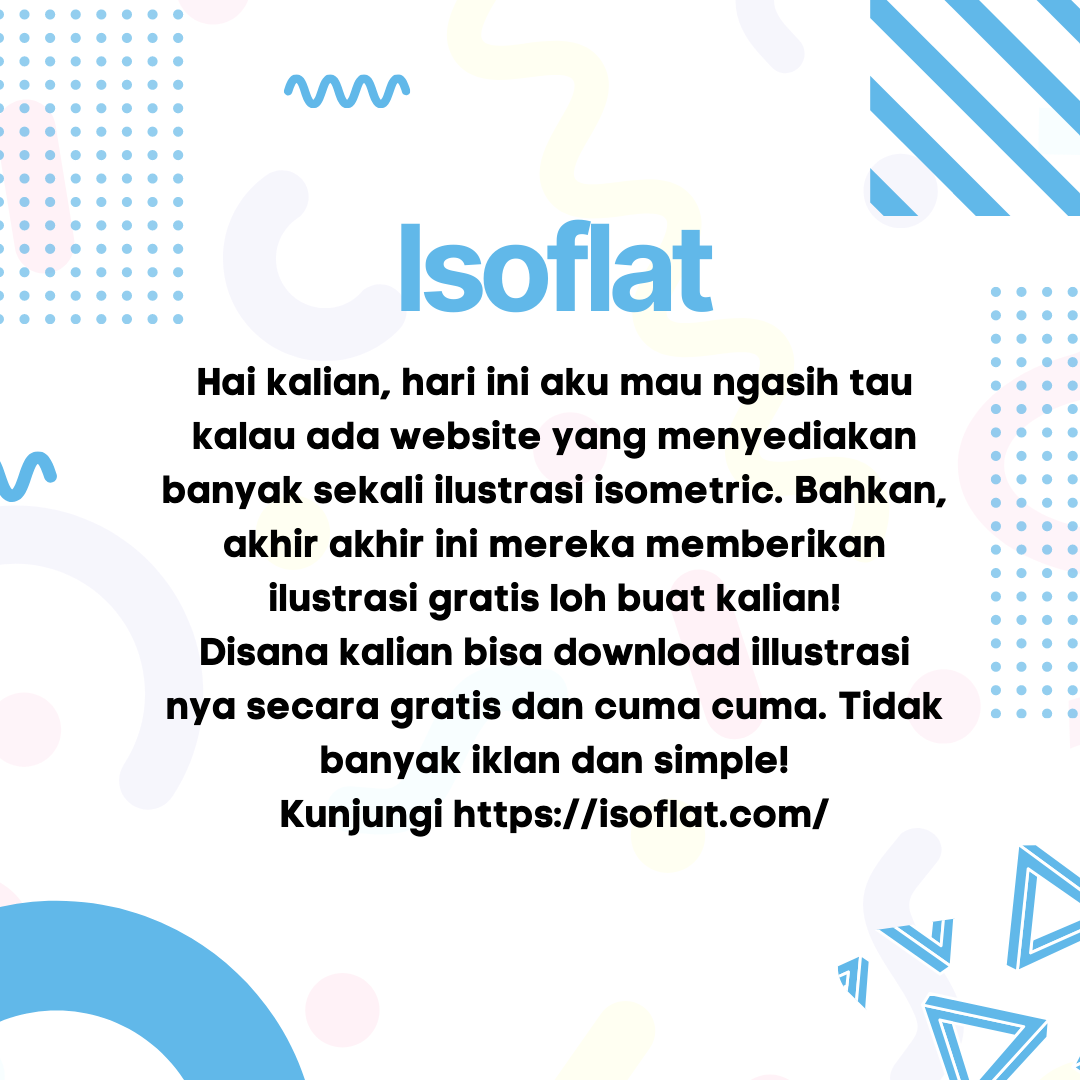 Isoflat
Hai kalian, hari ini aku mau ngasih tau
kalau ada website yang menyediakan
banyak sekali ilustrasi isometric. Bahkan,
akhir akhir ini mereka memberikan
ilustrasi gratis loh buat kalian!
Disana kalian bisa download illustrasi
nya secara gratis dan cuma cuma. Tidak
banyak iklan dan simple!
Kunjungi https://isoflat.com/